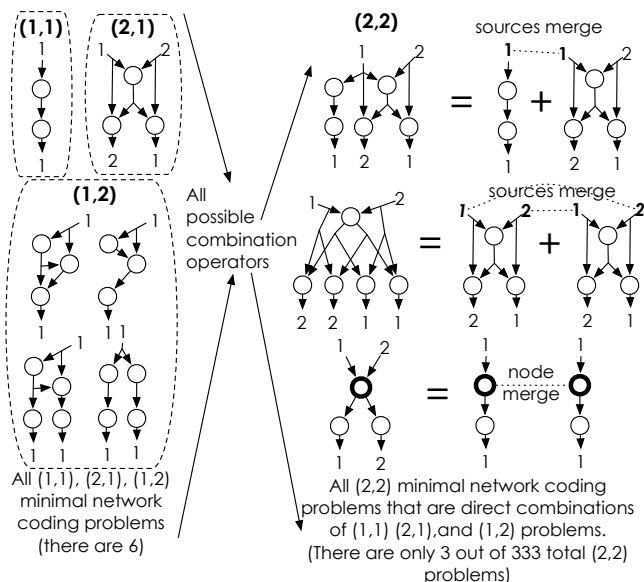 (1,1)
1
1
(2,1)
1 2
2 1
(1,2)
1
1
1
1
1
1 1
1
1 1
All (1,1), (2,1), (1,2)
minimal network
coding problems
(there are 6)
All
possible
combination
operators
(2,2)
sources merge
1 2
1 2 1
=
1
1
+
1 2
2 1
sources merge
1 2
2 2 1 1
=
1 2
2 1
+
1 2
2 1
1 2
1 2
=
1
1
node
merge
1
1
All (2,2) minimal network coding
problems that are direct combinations
of (1,1) (2,1),and (1,2) problems.
(There are only 3 out of 333 total (2,2)
problems)